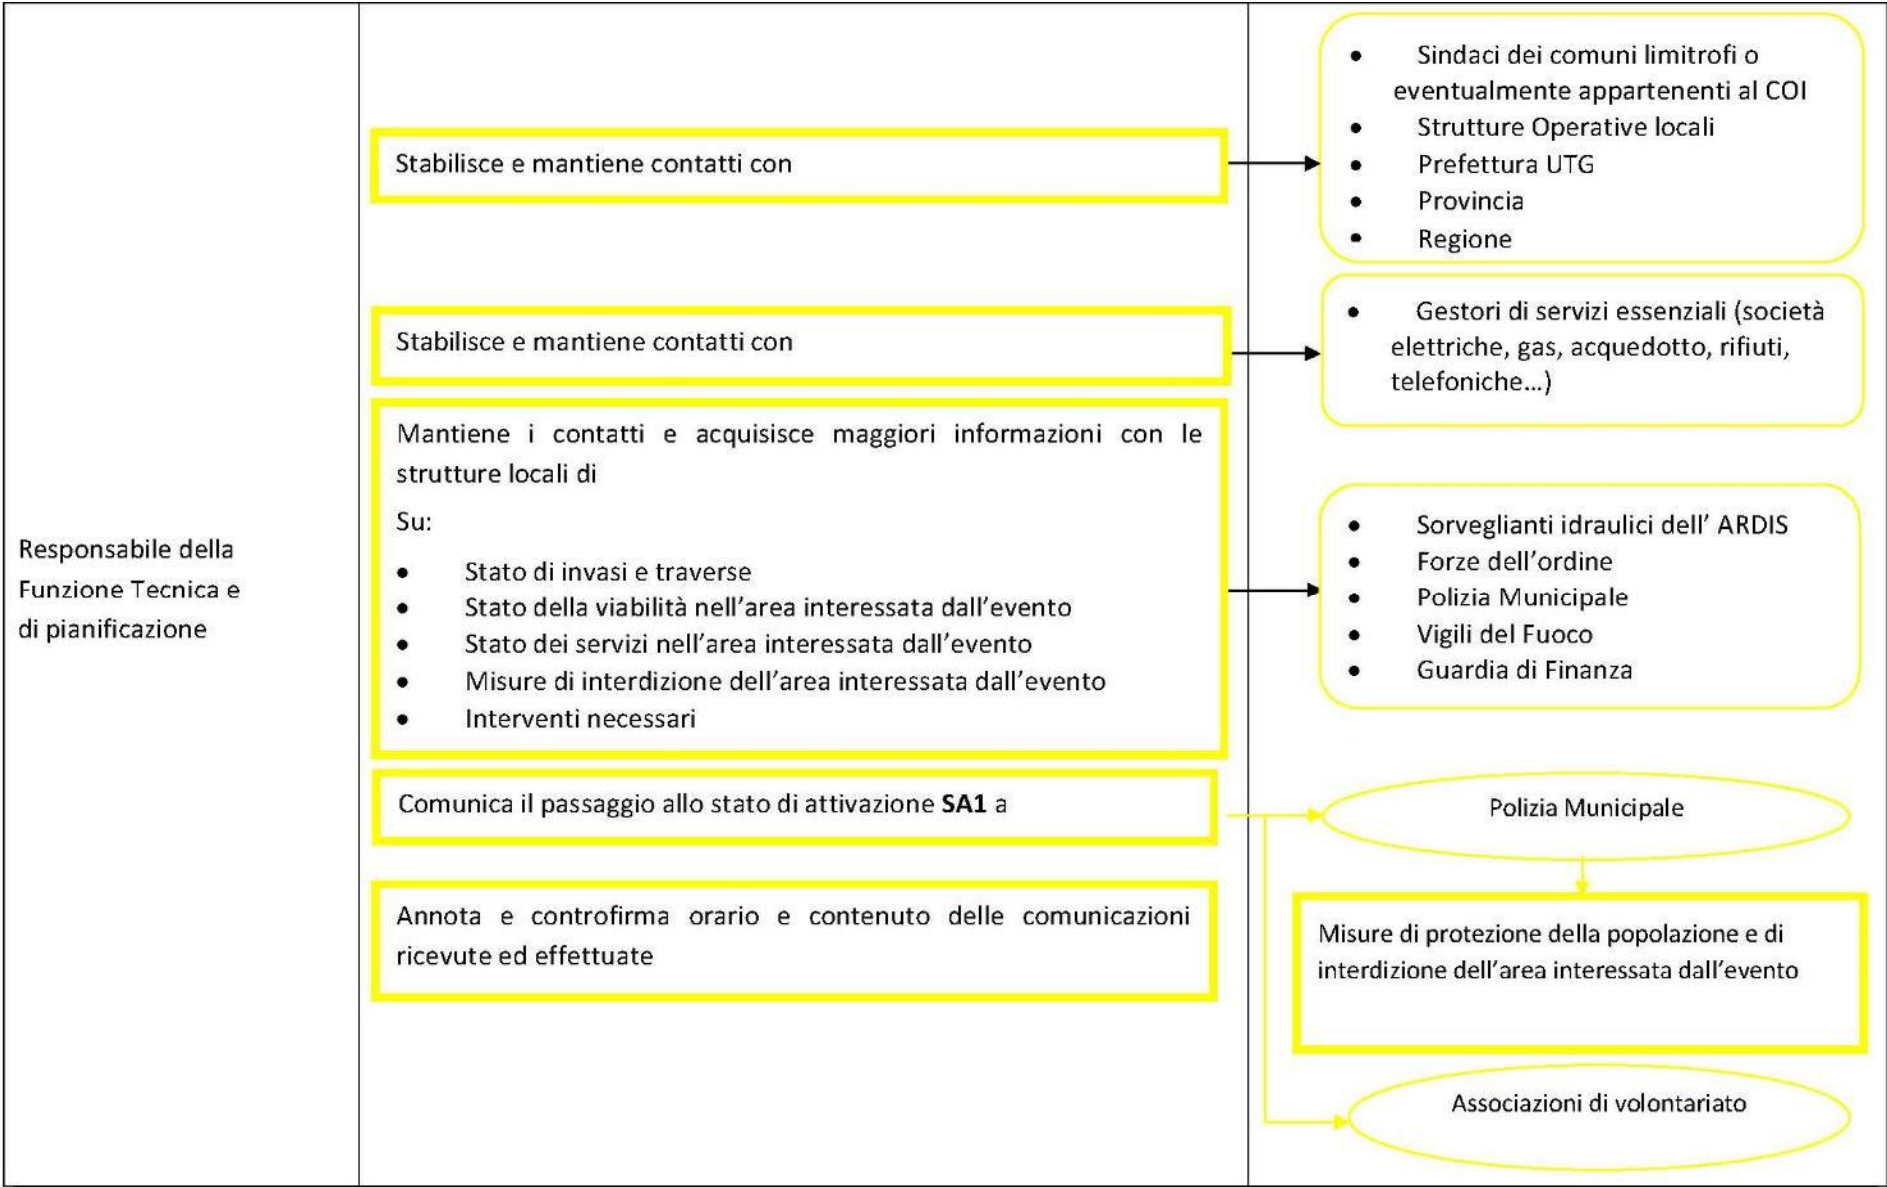 Responsabile della
Funzione Tecnica e
di pianificazione
Stabilisce e mantiene contatti con
• Sindaci dei comuni limitrofi o
eventualmente appartenenti al COI
• Strutture Operative locali
• Prefettura UTG
• Provincia
• Regione
Stabilisce e mantiene contatti con
• Gestori di servizi essenziali (società
elettriche, gas, acquedotto, rifiuti,
telefoniche…)
Mantiene i contatti e acquisisce maggiori informazioni con le
strutture locali di
Su:
• Stato di invasi e traverse
• Stato della viabilità nell’area interessata dall’evento
• Stato dei servizi nell’area interessata dall’evento
• Misure di interdizione dell’area interessata dall’evento
• Interventi necessari
• Sorveglianti idraulici dell’ ARDIS
• Forze dell’ordine
• Polizia Municipale
• Vigili del Fuoco
• Guardia di Finanza
Comunica il passaggio allo stato di attivazione SA1 a
Polizia Municipale
Misure di protezione della popolazione e di
interdizione dell’area interessata dall’evento
Associazioni di volontariato
Annota e controfirma orario e contenuto delle comunicazioni
ricevute ed effettuate